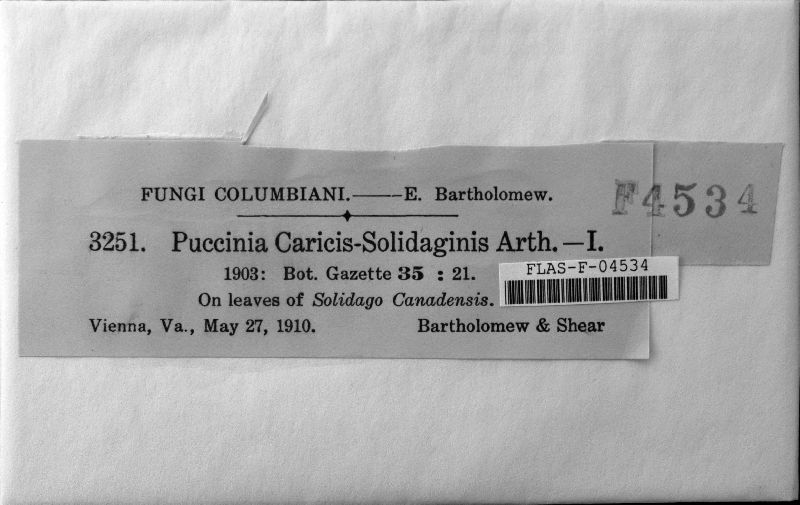 FUNGI COLUMBIANI.——E. Bartholomew.
F4534
3251. Puccinia Caricis-Solidaginis Arth.—I.
1903: Bot. Gazette 35 : 21.
FLAS-F-04534
On leaves of Solidago Canadensis.
Vienna, Va., May 27, 1910. Bartholomew & Shear